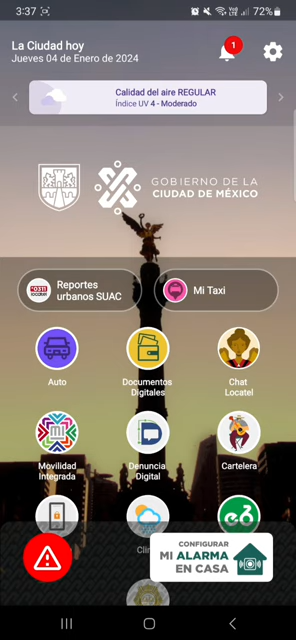 3:37
72%
La Ciudad hoy
Jueves 04 de Enero de 2024
1
Calidad del aire REGULAR
Índice UV 4 - Moderado
GOBIERNO DE LA
CIUDAD DE MÉXICO
Reportes
urbanos SUAC
Mi Taxi
Auto
Documentos
Digitales
Chat
Locatel
Movilidad
Integrada
Denuncia
Digital
Cartelera
CONFIGURAR
MI ALARMA
EN CASA